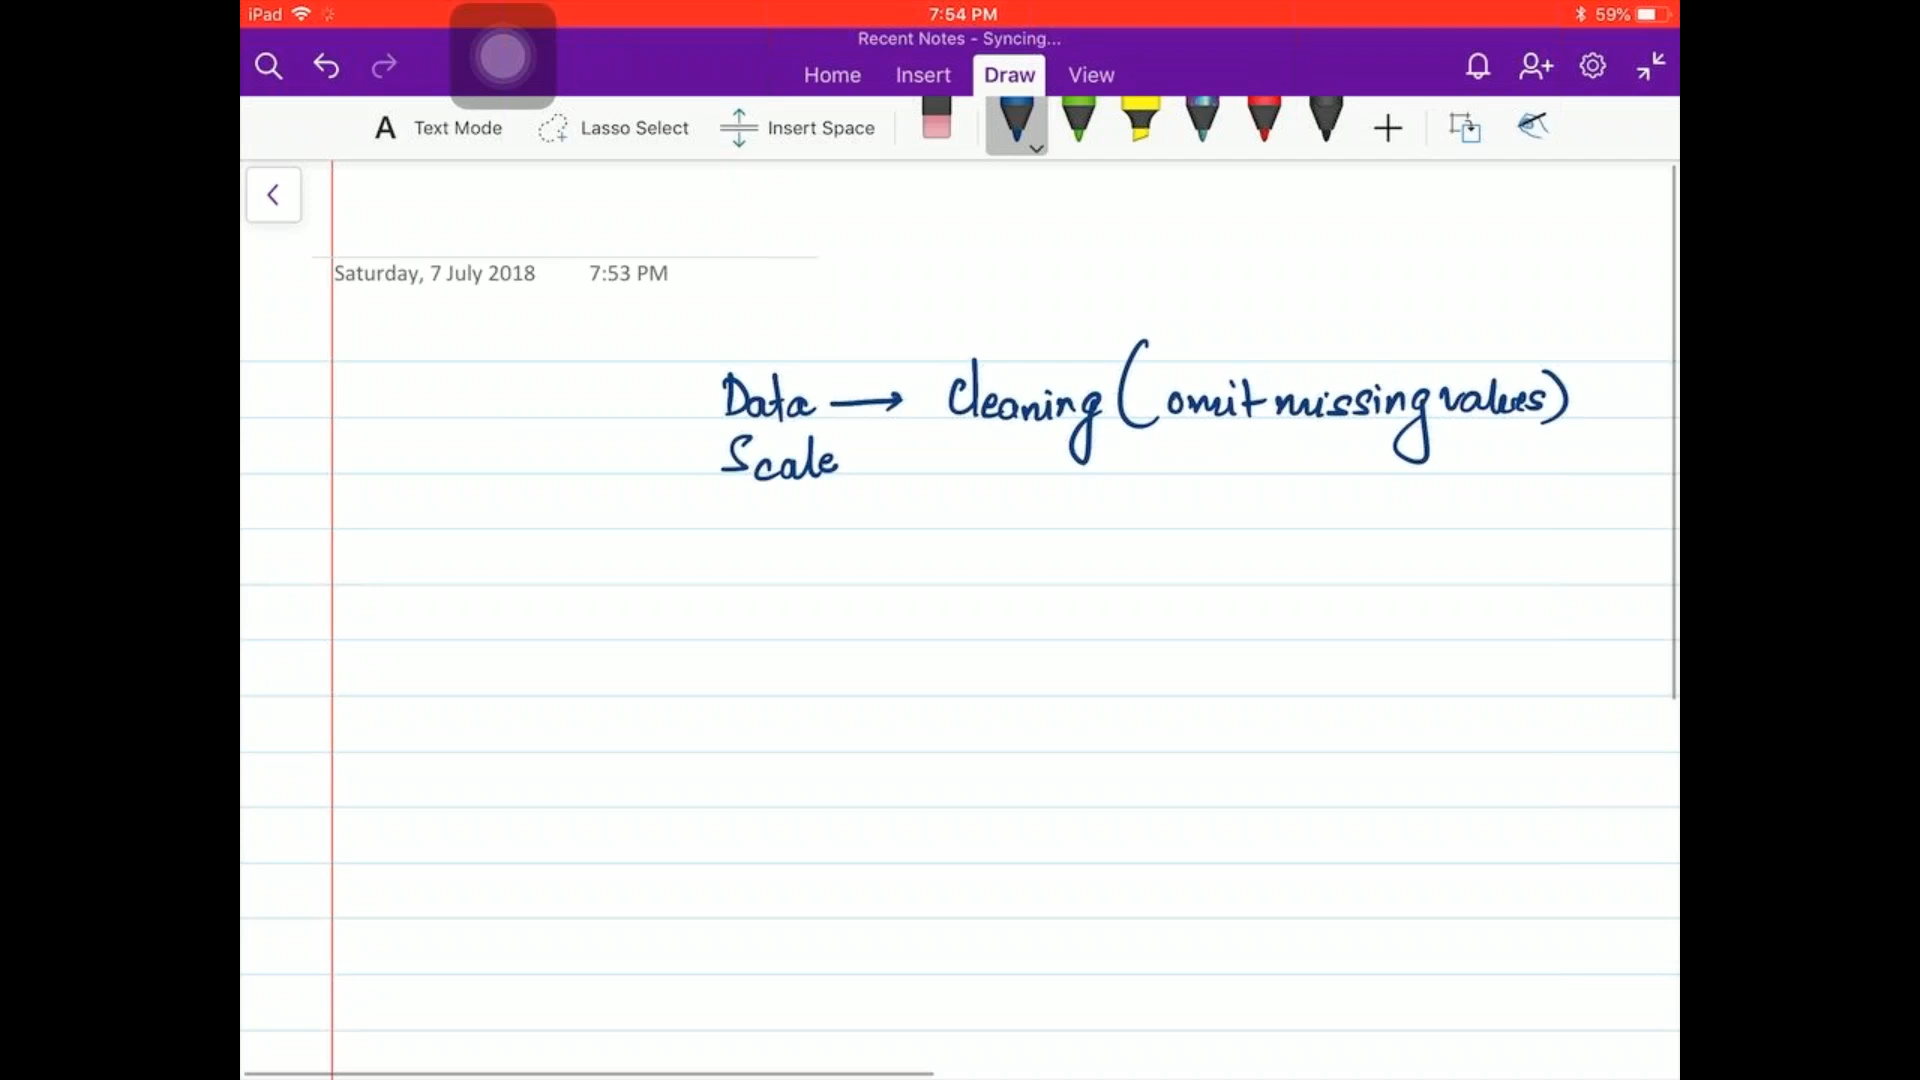 iPad 7:54 PM 59%
Recent Notes - Syncing...
Home Insert Draw View
A Text Mode Lasso Select Insert Space
Saturday, 7 July 2018 7:53 PM
Data → Cleaning (omit missing values)
Scale